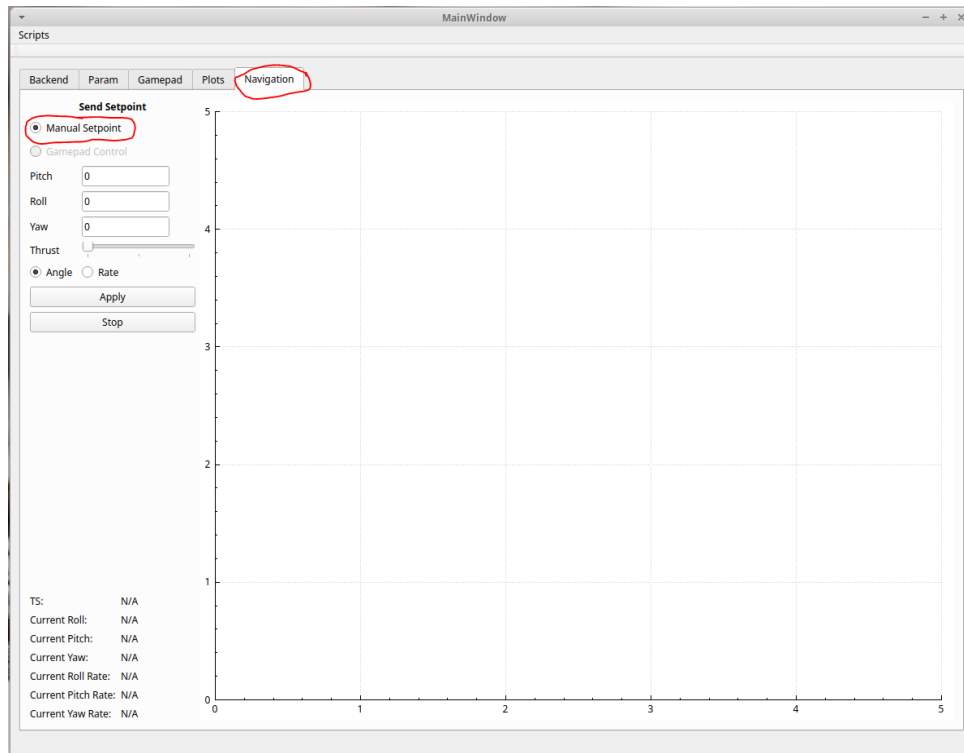 MainWindow
Scripts
Backend Param Gamepad Plots Navigation
Send Setpoint
Manual Setpoint
Gamepad Control
Pitch 0
Roll 0
Yaw 0
Thrust
Angle Rate
Apply
Stop
TS: N/A
Current Roll: N/A
Current Pitch: N/A
Current Yaw: N/A
Current Roll Rate: N/A
Current Pitch Rate: N/A
Current Yaw Rate: N/A
5
4
3
2
1
0
0 1 2 3 4 5